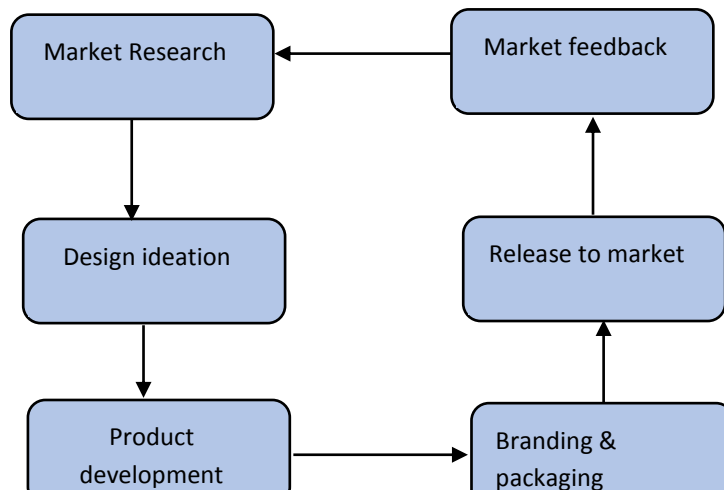 Market Research
Market feedback
Design ideation
Release to market
Product
development
Branding &
packaging